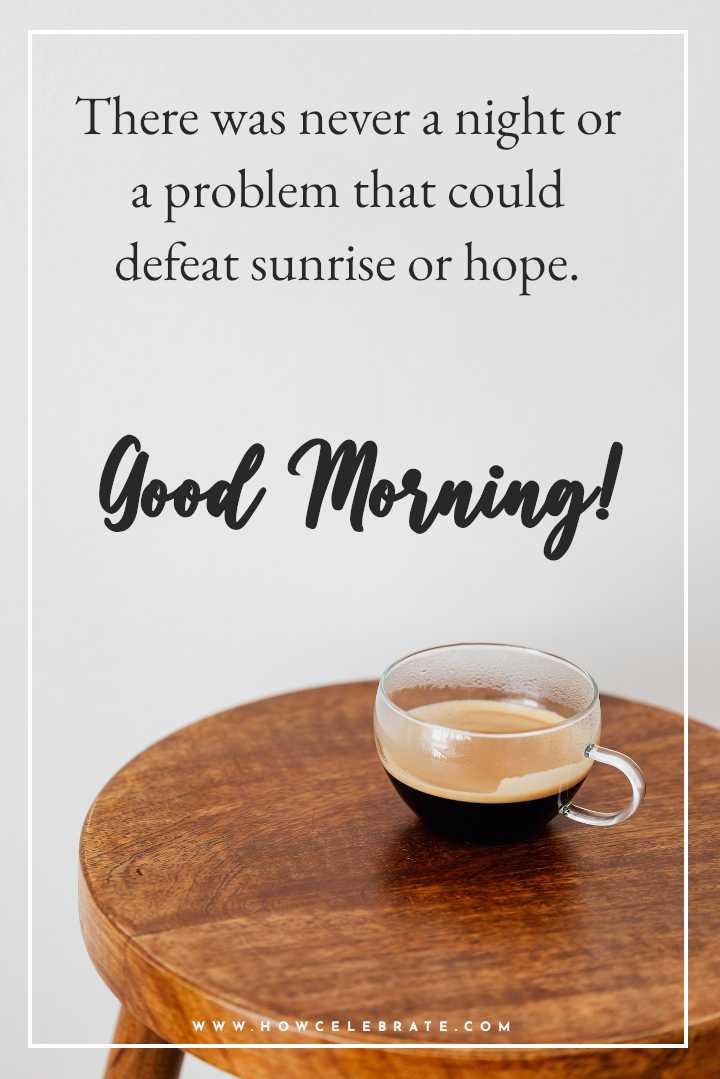 There was never a night or
a problem that could
defeat sunrise or hope.
Good Morning!
WWW.HOWCELEBRATE.COM